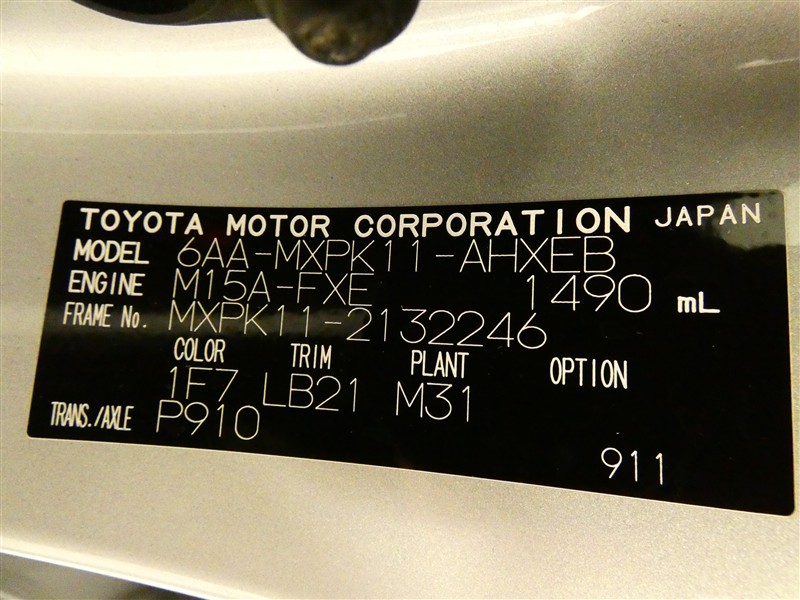 TOYOTA MOTOR CORPORATION JAPAN
MODEL 6AA-MXPK11-AHXEB
ENGINE M15A-FXE 1490 mL
FRAME No. MXPK11-2132246
COLOR TRIM PLANT OPTION
1F7 LB21 M31
TRANS./AXLE P910
911